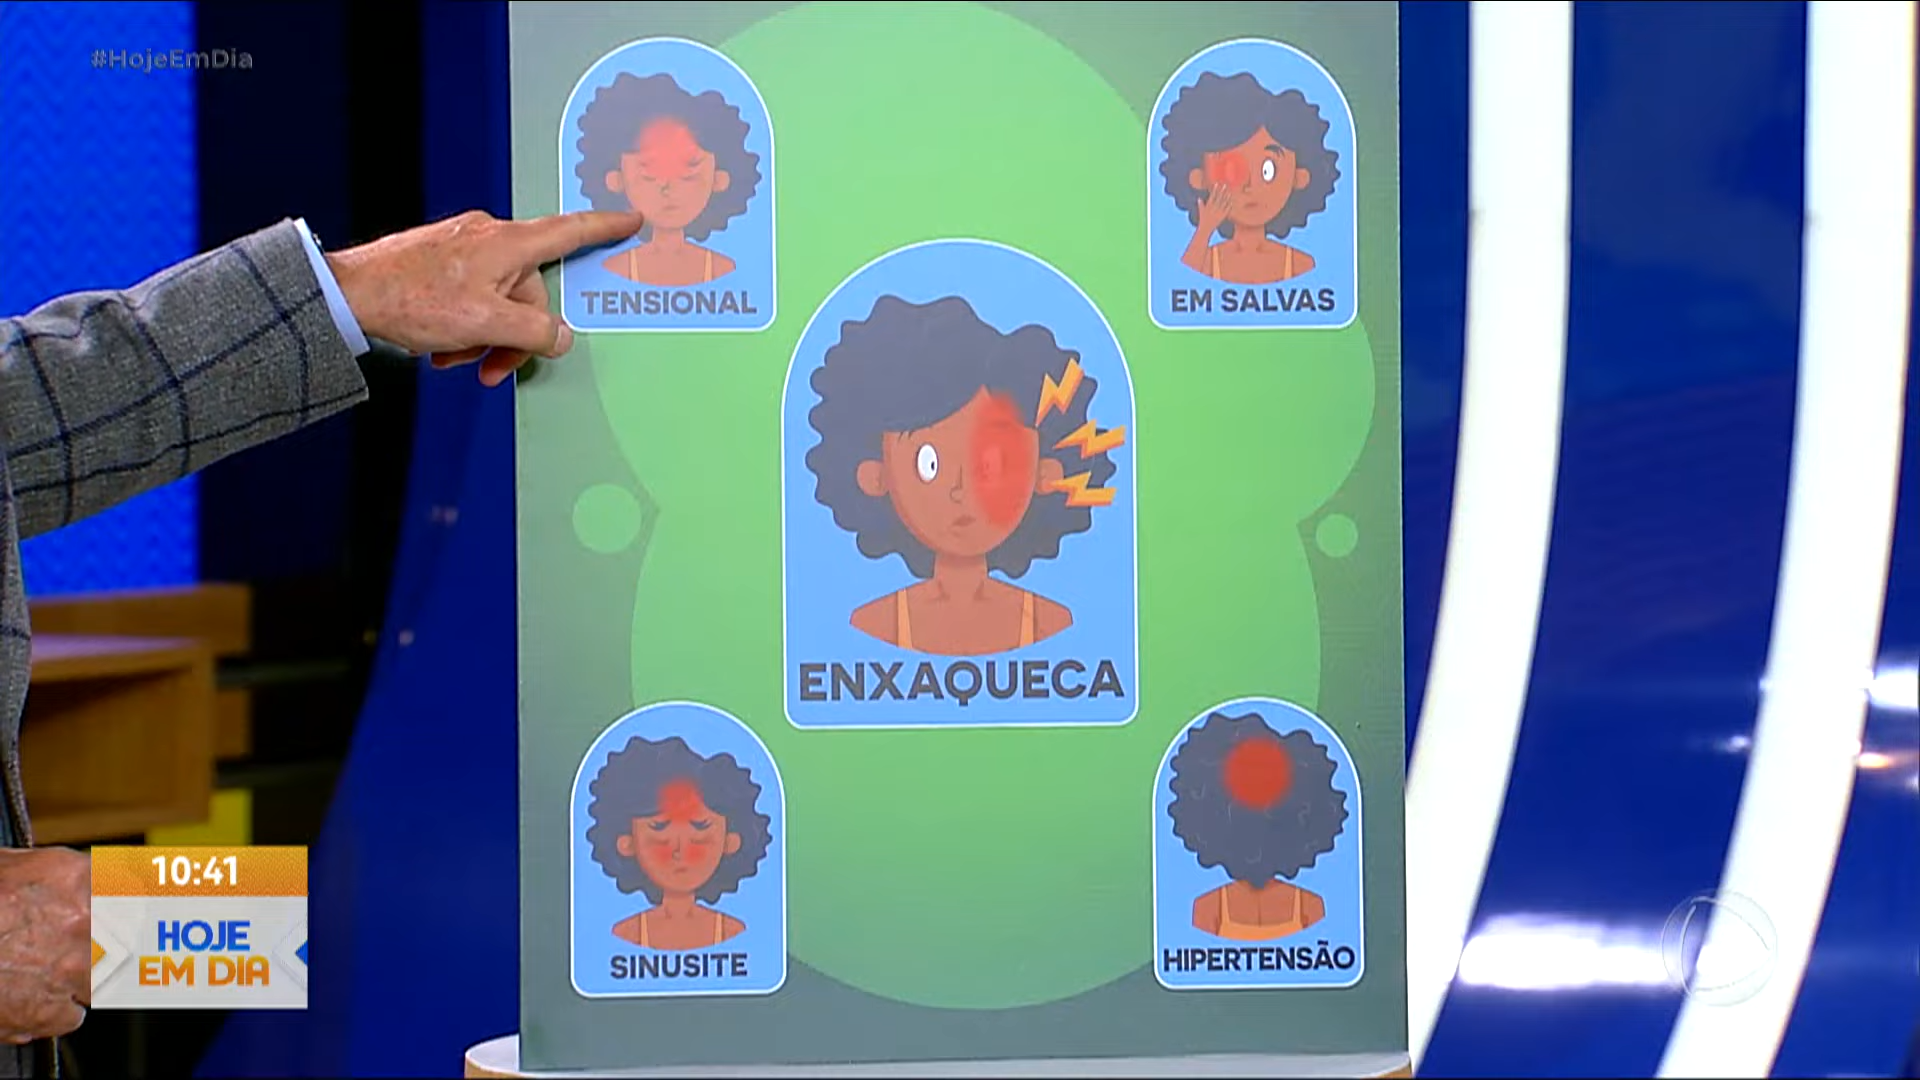 #HojeEmDia
TENSIONAL
EM SALVAS
ENXAQUECA
SINUSITE
HIPERTENSÃO
10:41
HOJE
EM DIA